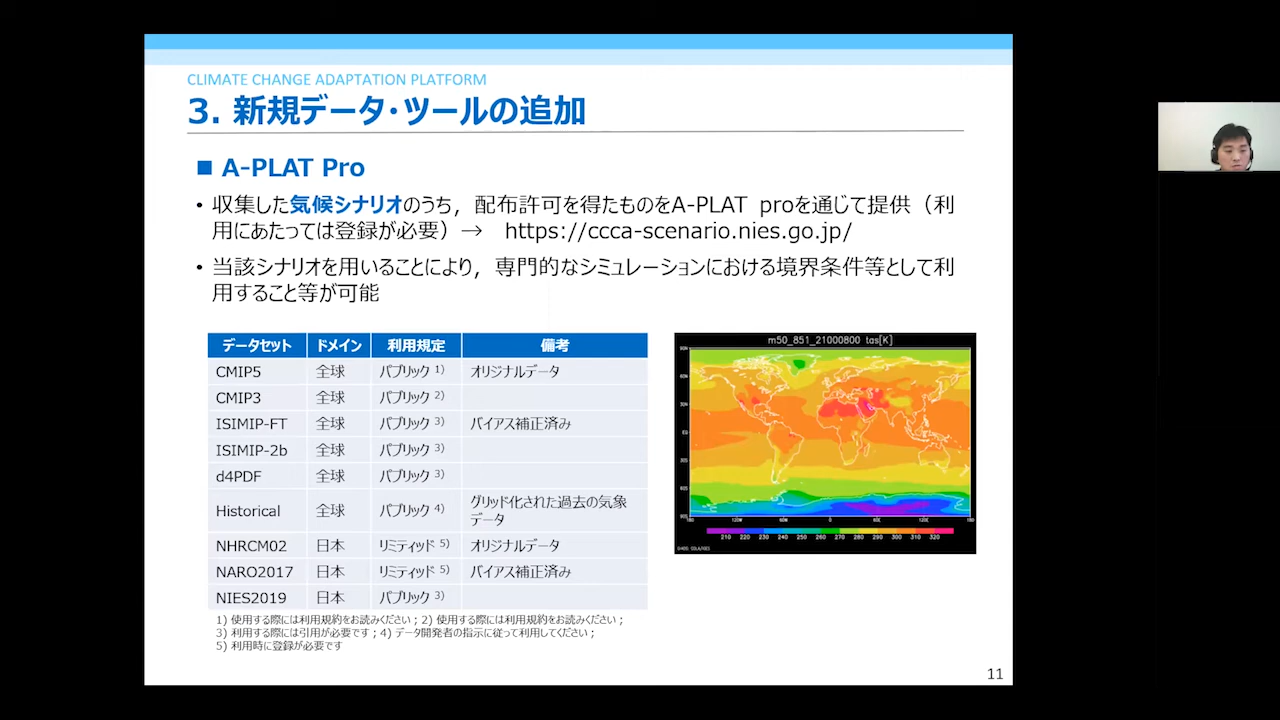 CLIMATE CHANGE ADAPTATION PLATFORM
3. 新規データ・ツールの追加
■ A-PLAT Pro
• 収集した気候シナリオのうち，配布許可を得たものをA-PLAT proを通じて提供（利
用にあたっては登録が必要）→ https://ccca-scenario.nies.go.jp/
• 当該シナリオを用いることにより，専門的なシミュレーションにおける境界条件等として利
用すること等が可能
データセット ドメイン 利用規定 備考
CMIP5 全球 パブリック 1) オリジナルデータ
CMIP3 全球 パブリック 2)
ISIMIP-FT 全球 パブリック 3) バイアス補正済み
ISIMIP-2b 全球 パブリック 3)
d4PDF 全球 パブリック 3)
Historical 全球 パブリック 4) グリッド化された過去の気象
データ
NHRCM02 日本 リミティッド 5) オリジナルデータ
NARO2017 日本 リミティッド 5) バイアス補正済み
NIES2019 日本 パブリック 3)
1) 使用する際には利用規約をお読みください；2) 使用する際には利用規約をお読みください；
3) 利用する際には引用が必要です；4) データ開発者の指示に従って利用してください；
5) 利用時に登録が必要です
m50_851_21000800 tas[K]
90N
60N
30N
EQ
30S
60S
90S
180 120W 60W 0 60E 120E 180
210 220 230 240 250 260 270 280 290 300 310 320
11